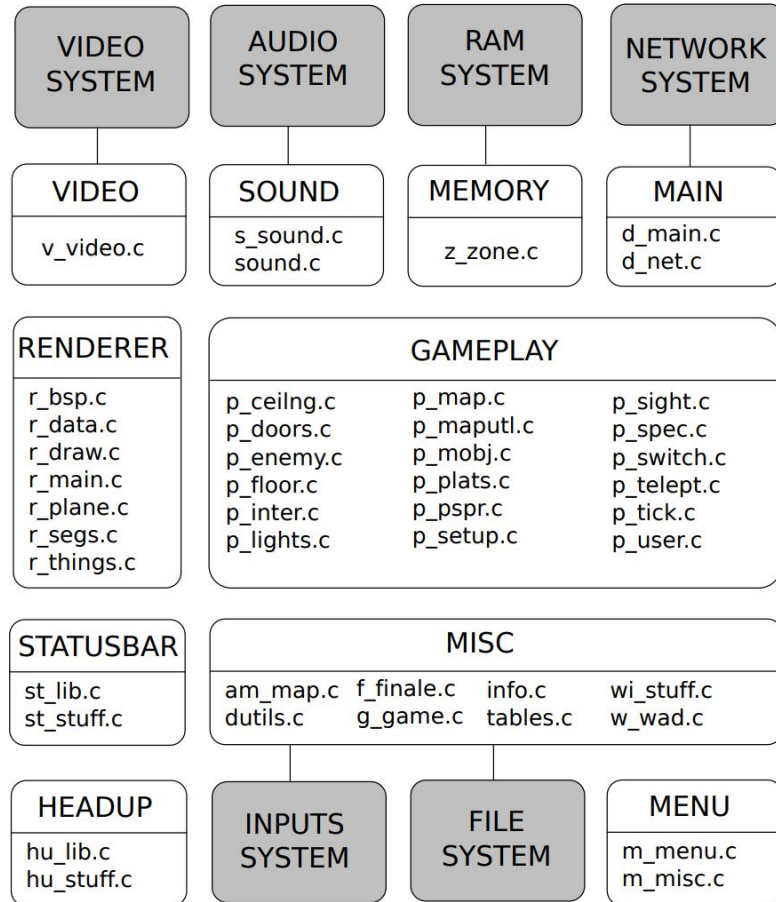 VIDEO
SYSTEM
AUDIO
SYSTEM
RAM
SYSTEM
NETWORK
SYSTEM
VIDEO
v_video.c
SOUND
s_sound.c
sound.c
MEMORY
z_zone.c
MAIN
d_main.c
d_net.c
RENDERER
r_bsp.c
r_data.c
r_draw.c
r_main.c
r_plane.c
r_segs.c
r_things.c
GAMEPLAY
p_ceilng.c
p_doors.c
p_enemy.c
p_floor.c
p_inter.c
p_lights.c
p_map.c
p_maputl.c
p_mobj.c
p_plats.c
p_pspr.c
p_setup.c
p_sight.c
p_spec.c
p_switch.c
p_telept.c
p_tick.c
p_user.c
STATUSBAR
st_lib.c
st_stuff.c
MISC
am_map.c
dutils.c
f_finale.c
g_game.c
info.c
tables.c
wi_stuff.c
w_wad.c
HEADUP
hu_lib.c
hu_stuff.c
INPUTS
SYSTEM
FILE
SYSTEM
MENU
m_menu.c
m_misc.c